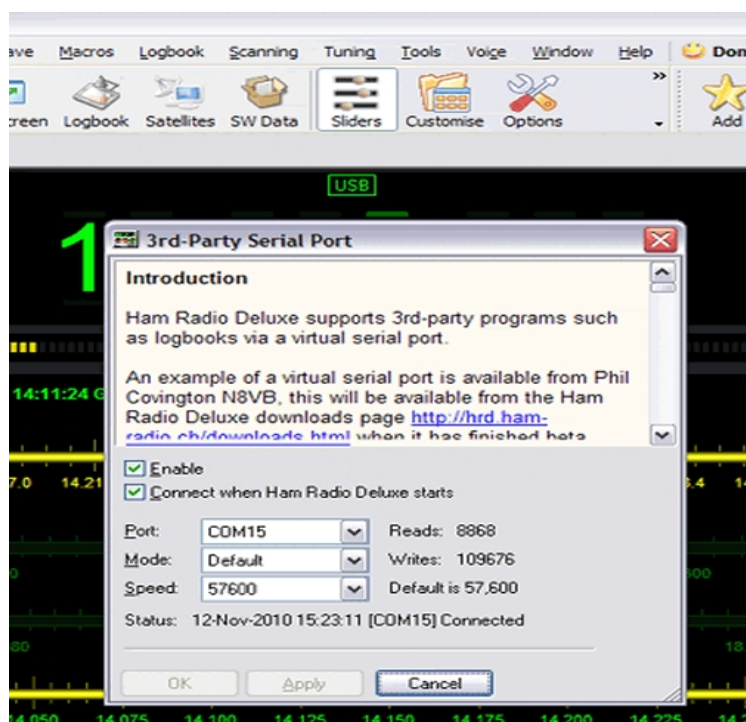 Macros Logbook Scanning Tuning Tools Voice Window Help
Logbook Satellites SW Data Sliders Customise Options Add
USB
1
3rd-Party Serial Port
Introduction
Ham Radio Deluxe supports 3rd-party programs such
as logbooks via a virtual serial port.
An example of a virtual serial port is available from Phil
Covington N8VB, this will be available from the Ham
Radio Deluxe downloads page http://hrd.ham-
radio.ch/downloads.html when it has finished beta
14:11:24 G
7.0 14.21
Enable
Connect when Ham Radio Deluxe starts
Port: COM15 Reads: 8868
Mode: Default Writes: 109676
Speed: 57600 Default is 57,600
Status: 12-Nov-2010 15:23:11 [COM15] Connected
OK Apply Cancel
14.050 14.075 14.100 14.125 14.150 14.175 14.200 14.225